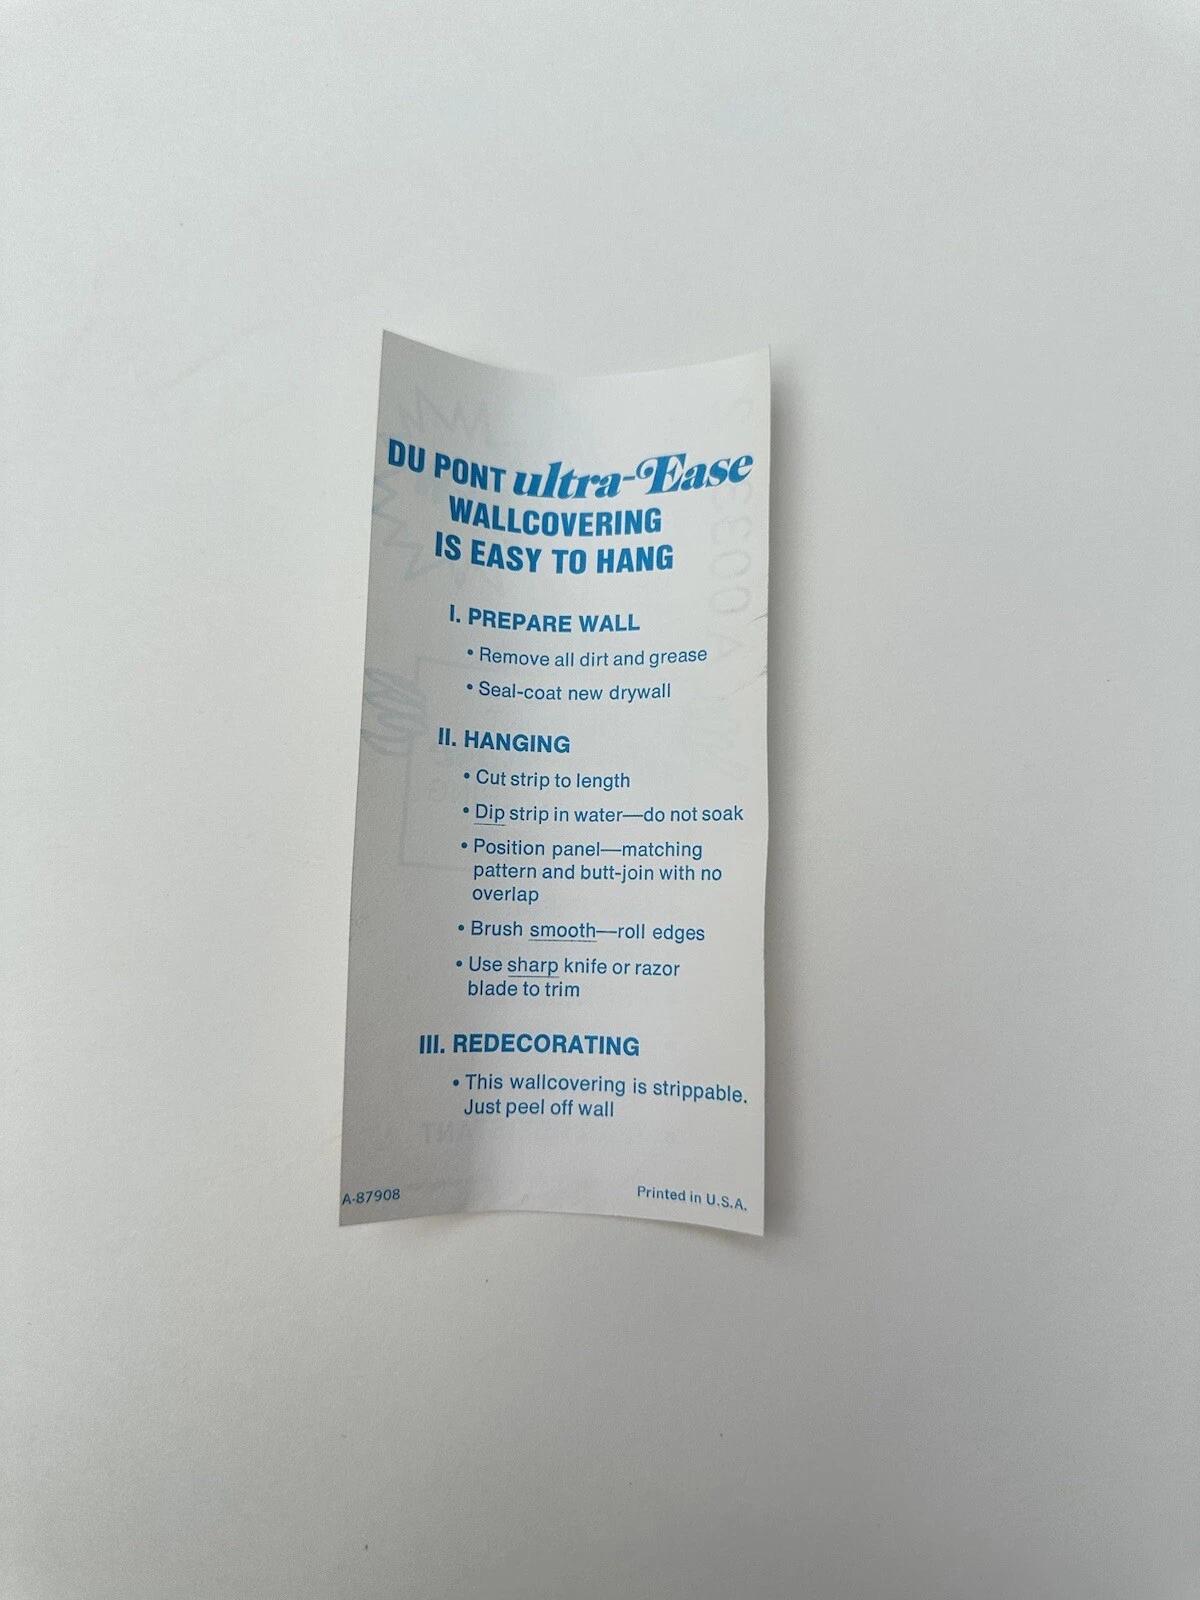 DU PONT ultra-Ease
WALLCOVERING
IS EASY TO HANG
I. PREPARE WALL
• Remove all dirt and grease
• Seal-coat new drywall
II. HANGING
• Cut strip to length
• Dip strip in water—do not soak
• Position panel—matching
pattern and butt-join with no
overlap
• Brush smooth—roll edges
• Use sharp knife or razor
blade to trim
III. REDECORATING
• This wallcovering is strippable.
Just peel off wall
A-87908
Printed in U.S.A.